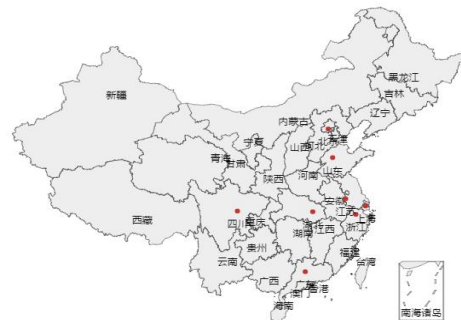 黑龙江
吉林
新疆
辽宁
内蒙古
北京
天津
河北
山西
宁夏
山东
青海
甘肃
河南
陕西
江苏
安徽
上海
西藏
四川
重庆
湖北
浙江
湖南
江西
贵州
福建
云南
台湾
广西
广东
香港
澳门
海南
南海诸岛